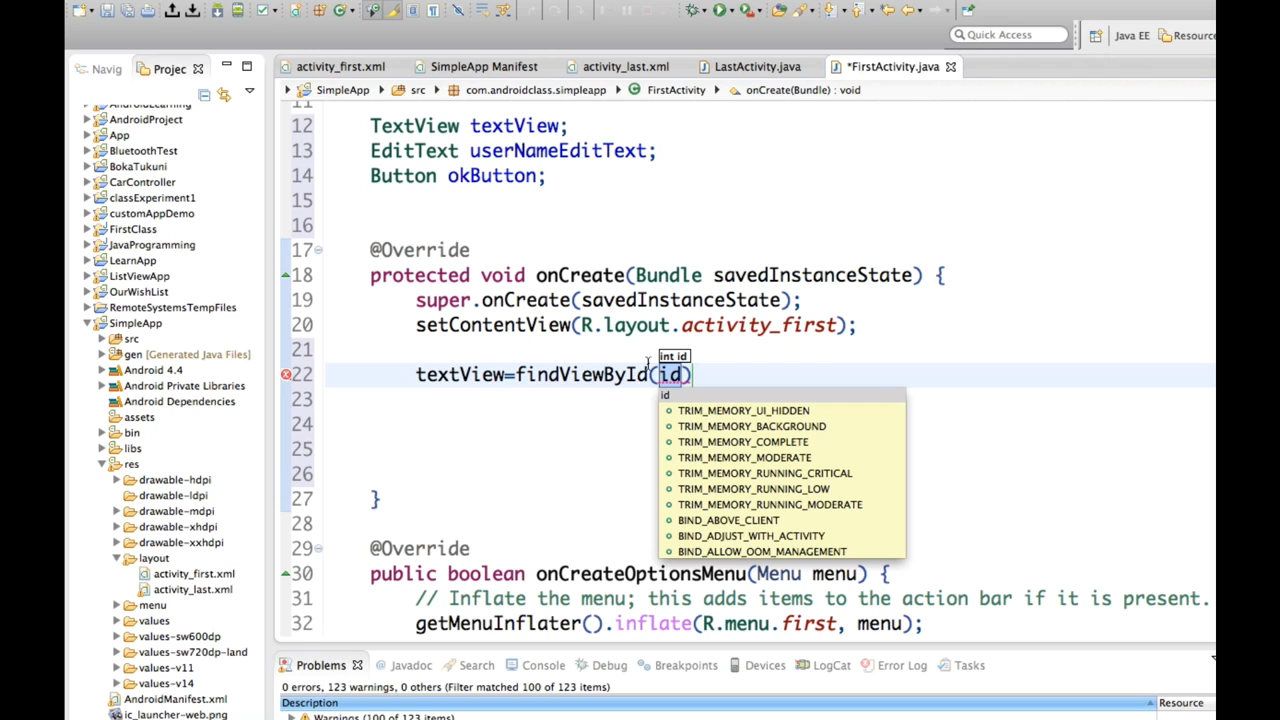 Quick Access
Java EE
Resource
Navig
Projec
activity_first.xml
SimpleApp Manifest
activity_last.xml
LastActivity.java
*FirstActivity.java
SimpleApp
src
com.androidclass.simpleapp
FirstActivity
onCreate(Bundle) : void
AndroidLearning
AndroidProject
App
BluetoothTest
BokaTukuni
CarController
classExperiment1
customAppDemo
FirstClass
JavaProgramming
LearnApp
ListViewApp
OurWishList
RemoteSystemsTempFiles
SimpleApp
src
gen [Generated Java Files]
Android 4.4
Android Private Libraries
Android Dependencies
assets
bin
libs
res
drawable-hdpi
drawable-ldpi
drawable-mdpi
drawable-xhdpi
drawable-xxhdpi
layout
activity_first.xml
activity_last.xml
menu
values
values-sw600dp
values-sw720dp-land
values-v11
values-v14
AndroidManifest.xml
ic_launcher-web.png
11
12 TextView textView;
13 EditText userNameEditText;
14 Button okButton;
15
16
17 @Override
18 protected void onCreate(Bundle savedInstanceState) {
19 super.onCreate(savedInstanceState);
20 setContentView(R.layout.activity_first);
21
int id
22 textView=findViewById(id)
23
24
25
26
27 }
28
29 @Override
30 public boolean onCreateOptionsMenu(Menu menu) {
31 // Inflate the menu; this adds items to the action bar if it is present.
32 getMenuInflater().inflate(R.menu.first, menu);
id
TRIM_MEMORY_UI_HIDDEN
TRIM_MEMORY_BACKGROUND
TRIM_MEMORY_COMPLETE
TRIM_MEMORY_MODERATE
TRIM_MEMORY_RUNNING_CRITICAL
TRIM_MEMORY_RUNNING_LOW
TRIM_MEMORY_RUNNING_MODERATE
BIND_ABOVE_CLIENT
BIND_ADJUST_WITH_ACTIVITY
BIND_ALLOW_OOM_MANAGEMENT
Problems
Javadoc
Search
Console
Debug
Breakpoints
Devices
LogCat
Error Log
Tasks
0 errors, 123 warnings, 0 others (Filter matched 100 of 123 items)
Description
Resource
Warnings (100 of 123 items)